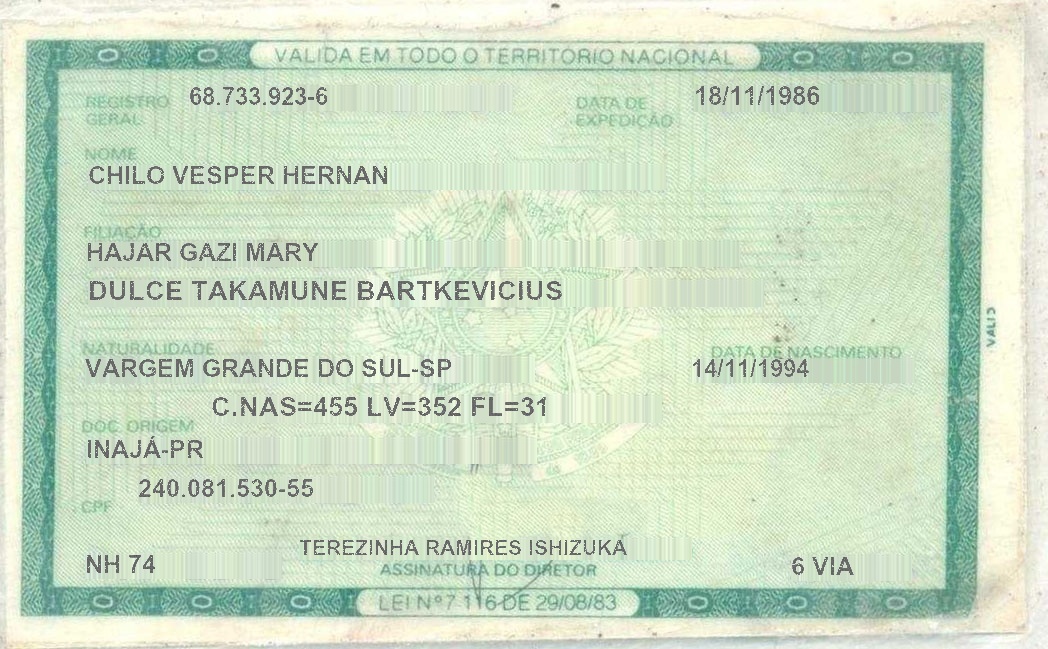 VALIDA EM TODO O TERRITORIO NACIONAL
REGISTRO GERAL 68.733.923-6 DATA DE EXPEDIÇÃO 18/11/1986
NOME
CHILO VESPER HERNAN
FILIAÇÃO
HAJAR GAZI MARY
DULCE TAKAMUNE BARTKEVICIUS
NATURALIDADE DATA DE NASCIMENTO
VARGEM GRANDE DO SUL-SP 14/11/1994
C.NAS=455 LV=352 FL=31
DOC. ORIGEM
INAJÁ-PR
240.081.530-55
CPF
TEREZINHA RAMIRES ISHIZUKA
NH 74 6 VIA
ASSINATURA DO DIRETOR
LEI Nº 7.116 DE 29/08/83